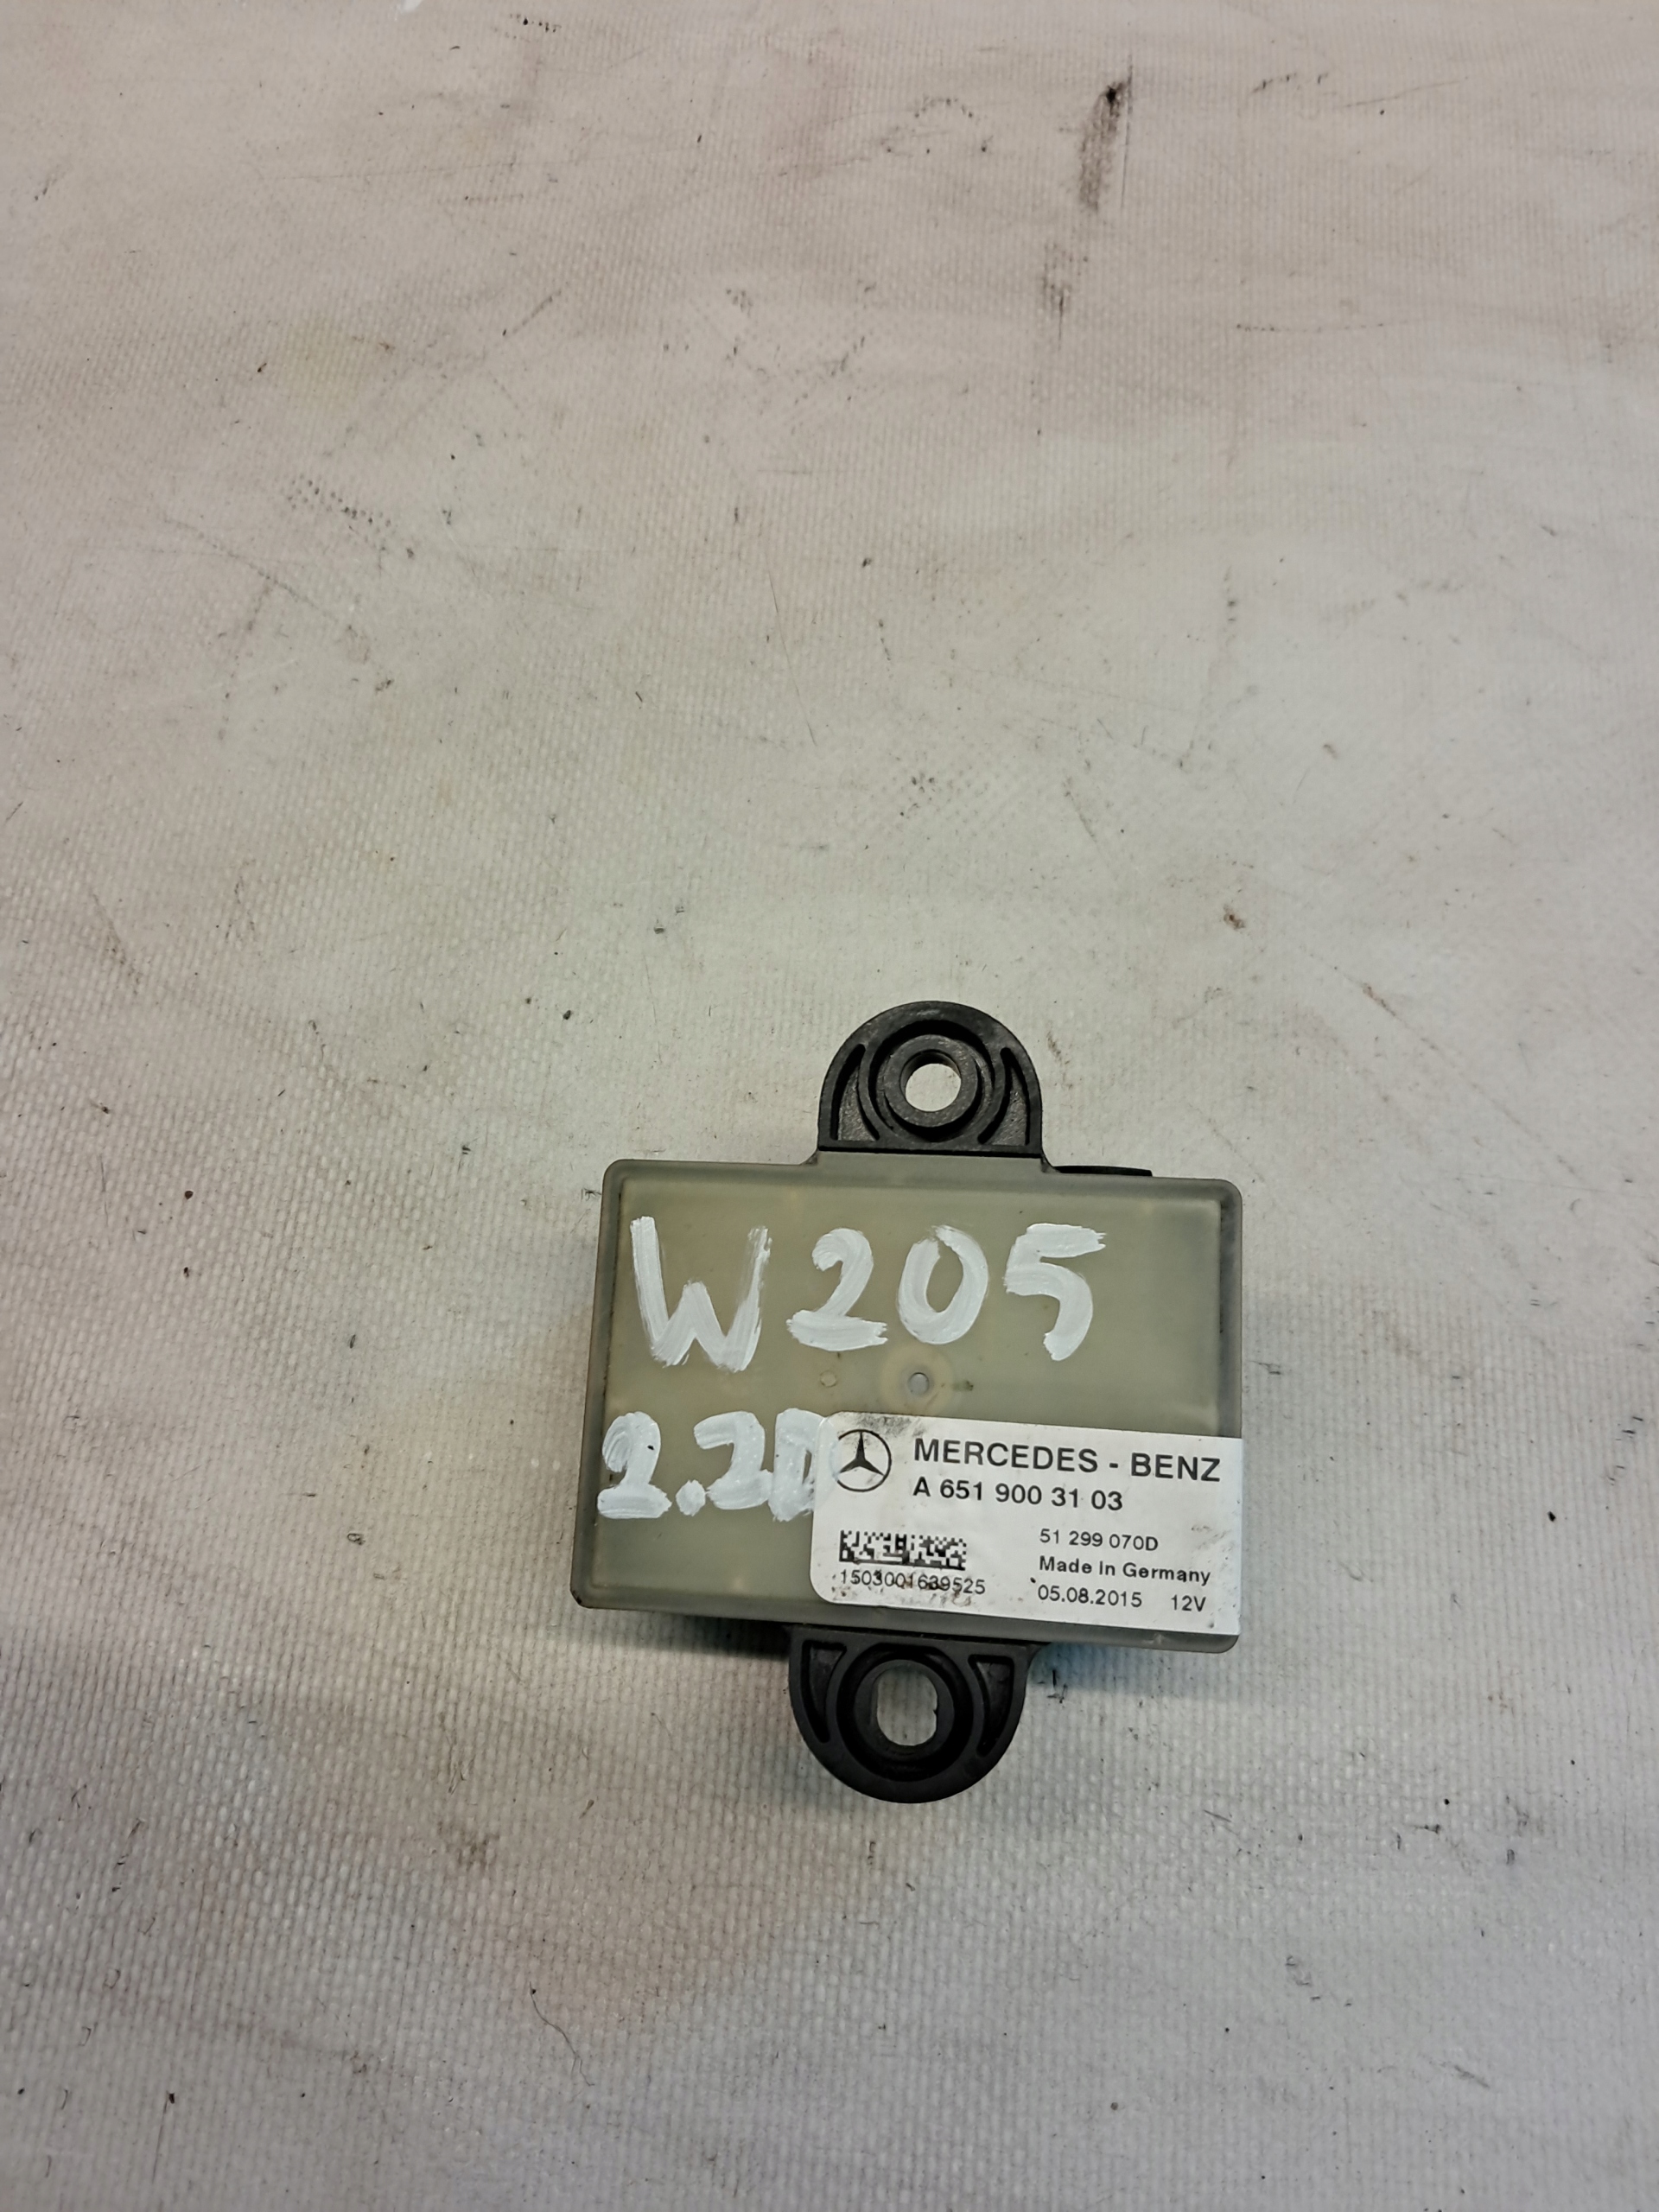 W205
2.2D
MERCEDES - BENZ
A 651 900 31 03
51 299 070D
Made in Germany
1503001639525
05.08.2015 12V